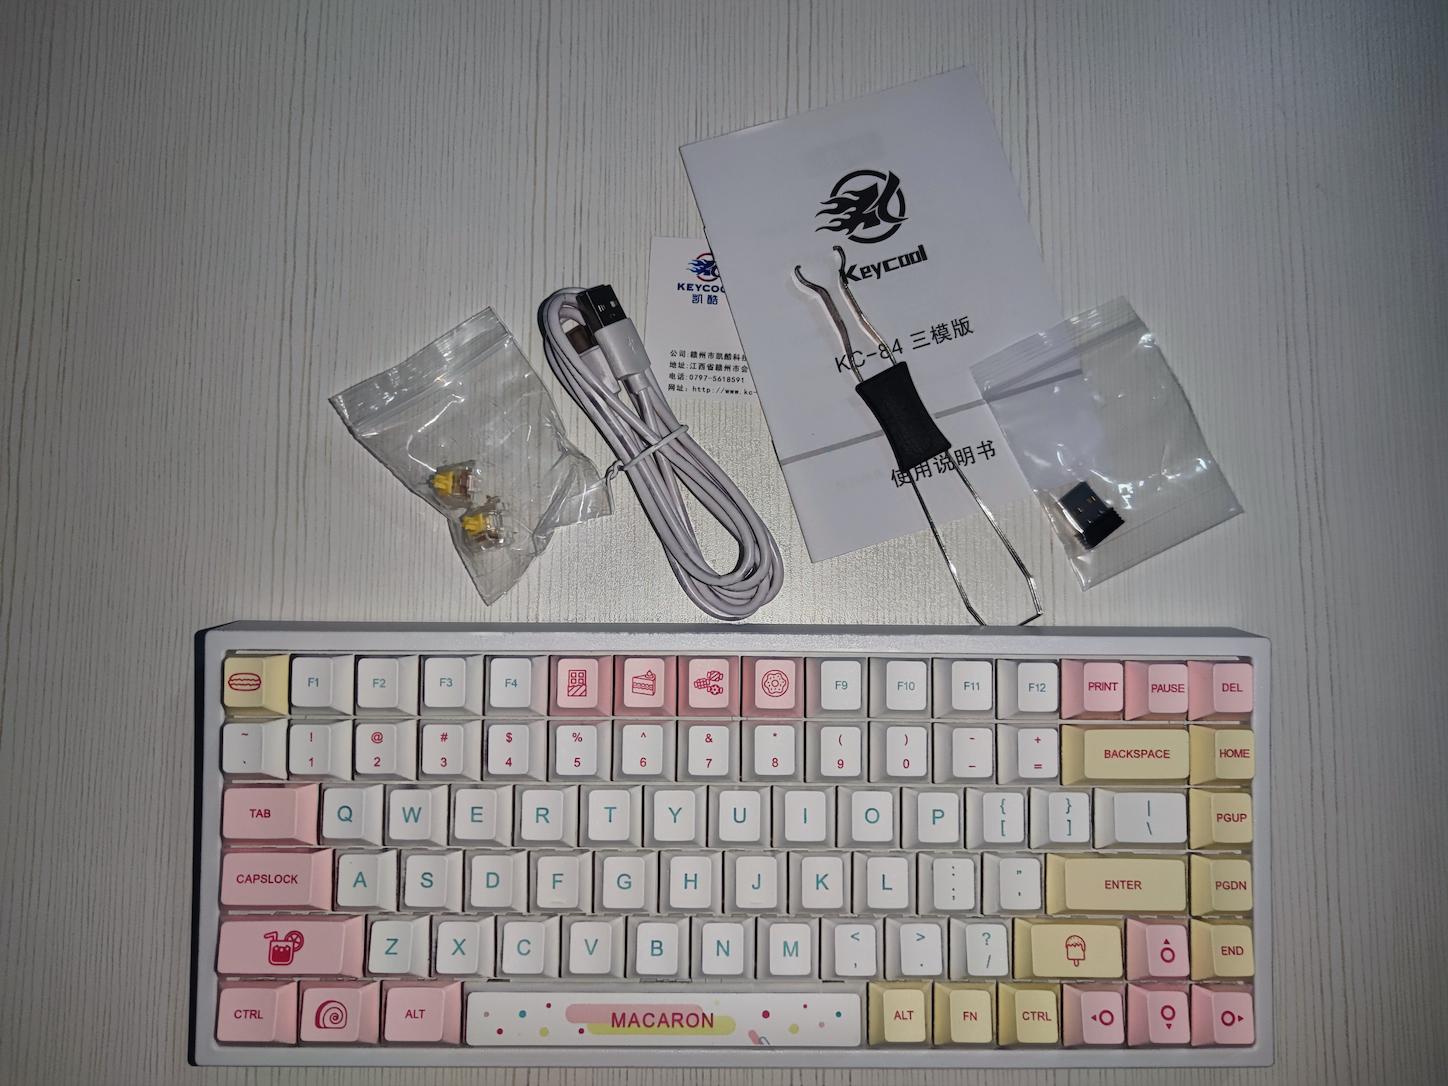 Keycool
KC-84 三模版
使用说明书
KEYCOO
凯酷
公司:赣州市凯酷科技
地址:江西省赣州市会
电话:0797-5618591
网址: http://www.kc-
F1 F2 F3 F4 F9 F10 F11 F12 PRINT PAUSE DEL
~ ! @ # $ % ^ & * ( ) - +
` 1 2 3 4 5 6 7 8 9 0 _ = BACKSPACE HOME
TAB Q W E R T Y U I O P { [ } ] | \ PGUP
CAPSLOCK A S D F G H J K L : ; " ' ENTER PGDN
Z X C V B N M < , > . ? / END
CTRL ALT MACARON ALT FN CTRL